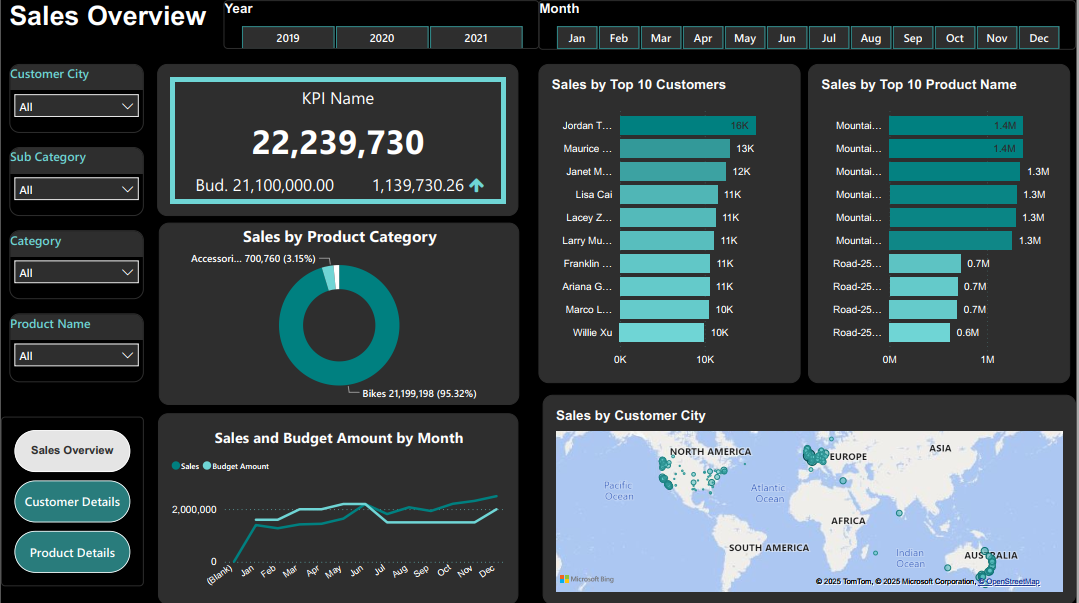 Sales Overview
Year
2019 2020 2021
Month
Jan Feb Mar Apr May Jun Jul Aug Sep Oct Nov Dec
Customer City
All
Sub Category
All
Category
All
Product Name
All
Sales Overview
Customer Details
Product Details
KPI Name
22,239,730
Bud. 21,100,000.00 1,139,730.26
Sales by Product Category
Accessori... 700,760 (3.15%)
Bikes 21,199,198 (95.32%)
Sales and Budget Amount by Month
Sales Budget Amount
2,000,000
0
(Blank) Jan Feb Mar Apr May Jun Jul Aug Sep Oct Nov Dec
Sales by Top 10 Customers
Jordan T... 16K
Maurice ... 13K
Janet M... 12K
Lisa Cai 11K
Lacey Z... 11K
Larry Mu... 11K
Franklin ... 11K
Ariana G... 11K
Marco L... 10K
Willie Xu 10K
0K 10K
Sales by Top 10 Product Name
Mountai... 1.4M
Mountai... 1.4M
Mountai... 1.3M
Mountai... 1.3M
Mountai... 1.3M
Mountai... 1.3M
Road-25... 0.7M
Road-25... 0.7M
Road-25... 0.7M
Road-25... 0.6M
0M 1M
Sales by Customer City
NORTH AMERICA
EUROPE
ASIA
Pacific
Ocean
Atlantic
Ocean
AFRICA
SOUTH AMERICA
Indian
Ocean
AUSTRALIA
Microsoft Bing
© 2025 TomTom, © 2025 Microsoft Corporation, © OpenStreetMap